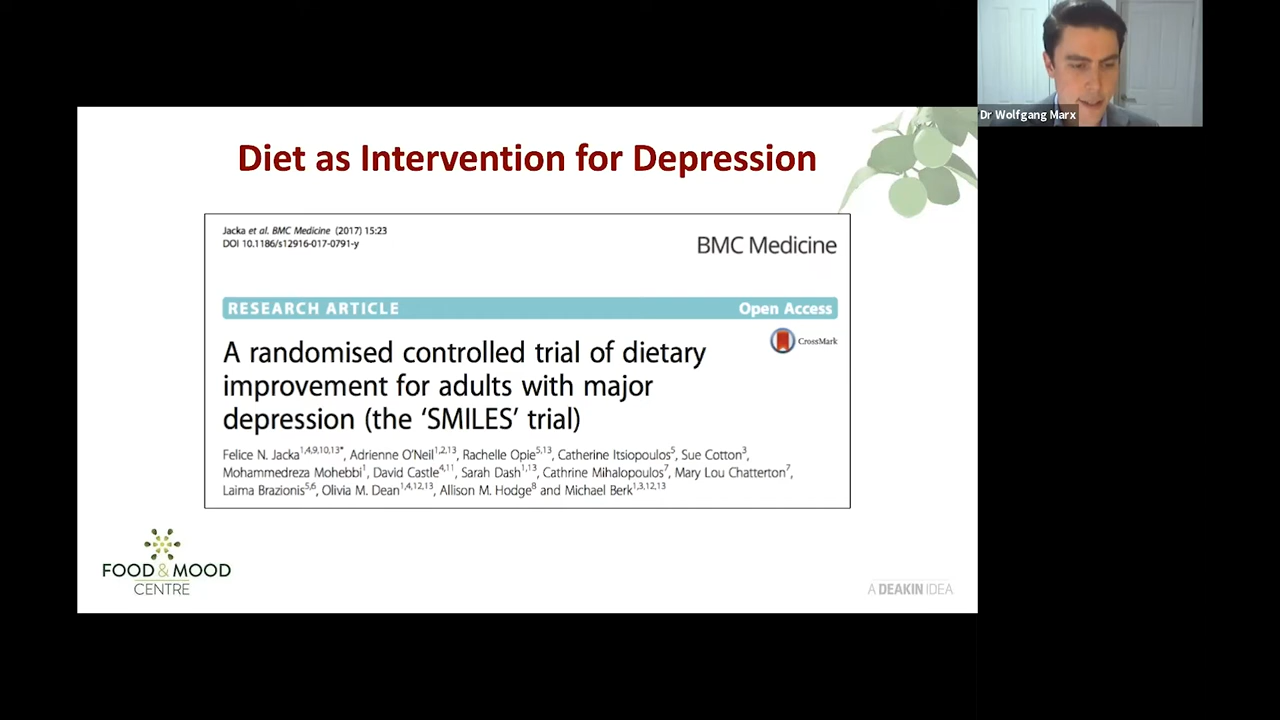 Dr Wolfgang Marx
Diet as Intervention for Depression
Jacka et al. BMC Medicine (2017) 15:23
DOI 10.1186/s12916-017-0791-y
BMC Medicine
RESEARCH ARTICLE
Open Access
CrossMark
A randomised controlled trial of dietary
improvement for adults with major
depression (the ‘SMILES’ trial)
Felice N. Jacka1,4,9,10,13*, Adrienne O’Neil1,2,13, Rachelle Opie5,13, Catherine Itsiopoulos5, Sue Cotton3,
Mohammedreza Mohebbi1, David Castle4,11, Sarah Dash1,13, Cathrine Mihalopoulos7, Mary Lou Chatterton7,
Laima Brazionis5,6, Olivia M. Dean1,4,12,13, Allison M. Hodge8 and Michael Berk1,3,12,13
FOOD & MOOD
CENTRE
A DEAKIN IDEA